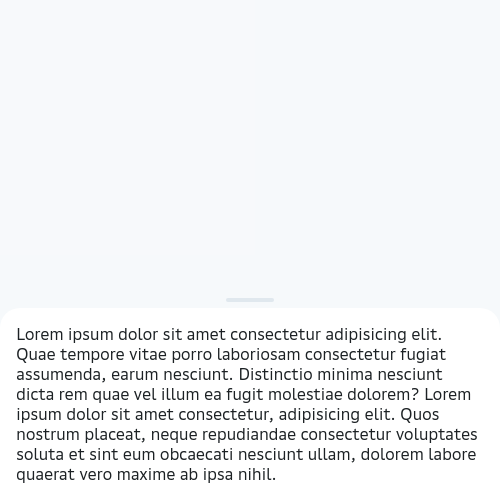 Lorem ipsum dolor sit amet consectetur adipisicing elit.
Quae tempore vitae porro laboriosam consectetur fugiat
assumenda, earum nesciunt. Distinctio minima nesciunt
dicta rem quae vel illum ea fugit molestiae dolorem? Lorem
ipsum dolor sit amet consectetur, adipisicing elit. Quos
nostrum placeat, neque repudiandae consectetur voluptates
soluta et sint eum obcaecati nesciunt ullam, dolorem labore
quaerat vero maxime ab ipsa nihil.